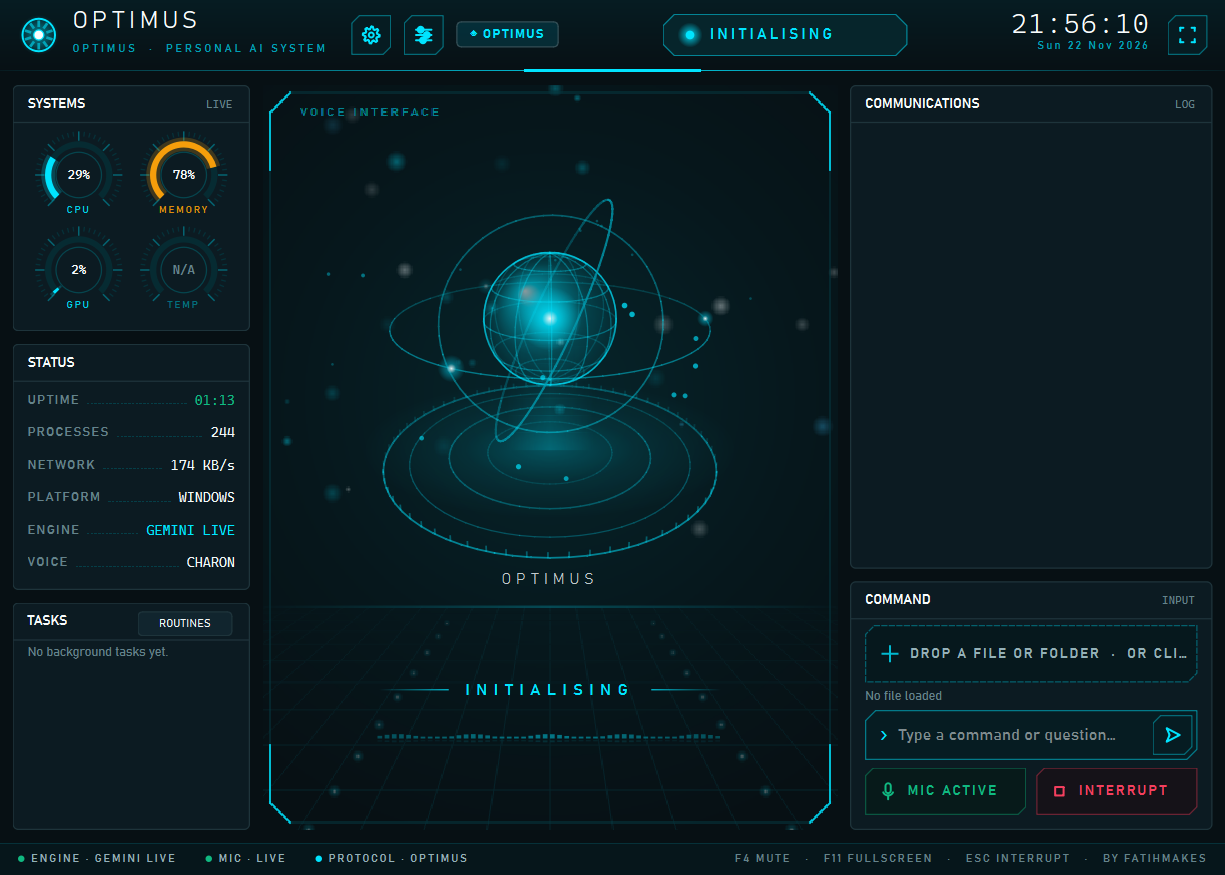 OPTIMUS
OPTIMUS · PERSONAL AI SYSTEM
OPTIMUS
INITIALISING
21:56:10
Sun 22 Nov 2026
SYSTEMS LIVE
29%
CPU
78%
MEMORY
2%
GPU
N/A
TEMP
STATUS
UPTIME 01:13
PROCESSES 244
NETWORK 174 KB/s
PLATFORM WINDOWS
ENGINE GEMINI LIVE
VOICE CHARON
TASKS ROUTINES
No background tasks yet.
VOICE INTERFACE
OPTIMUS
INITIALISING
COMMUNICATIONS LOG
COMMAND INPUT
DROP A FILE OR FOLDER · OR CLI…
No file loaded
› Type a command or question…
MIC ACTIVE
INTERRUPT
ENGINE · GEMINI LIVE MIC · LIVE PROTOCOL · OPTIMUS
F4 MUTE · F11 FULLSCREEN · ESC INTERRUPT · BY FATIHMAKES